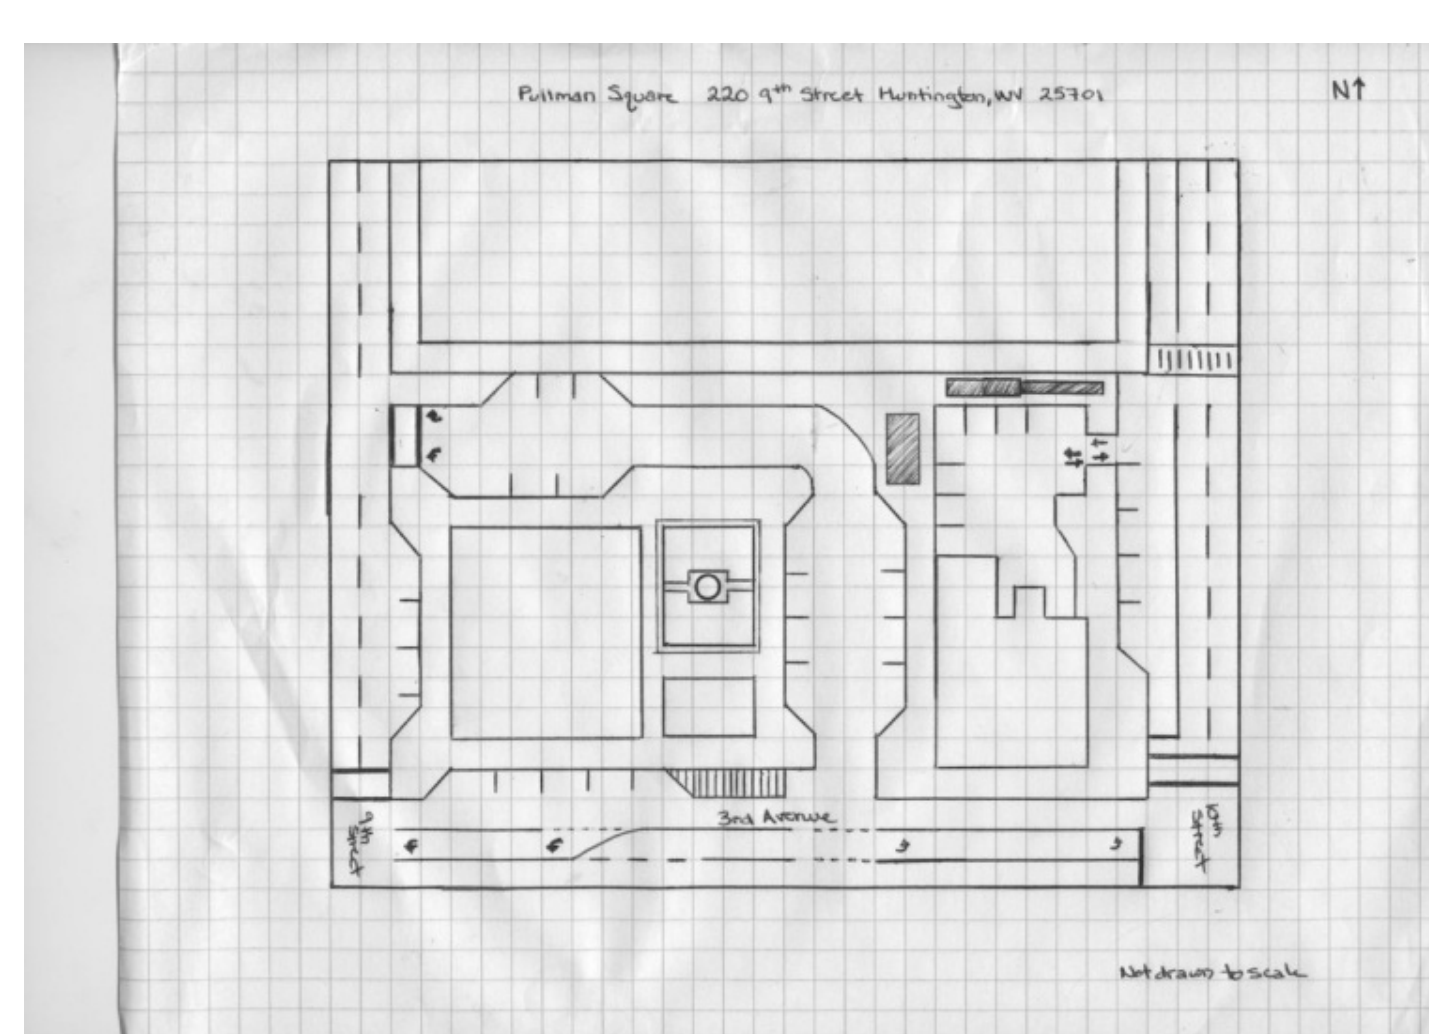 Pullman Square 220 9th Street Huntington, WV 25701
N↑
3rd Avenue
9th
Street
10th
Street
Not drawn to scale